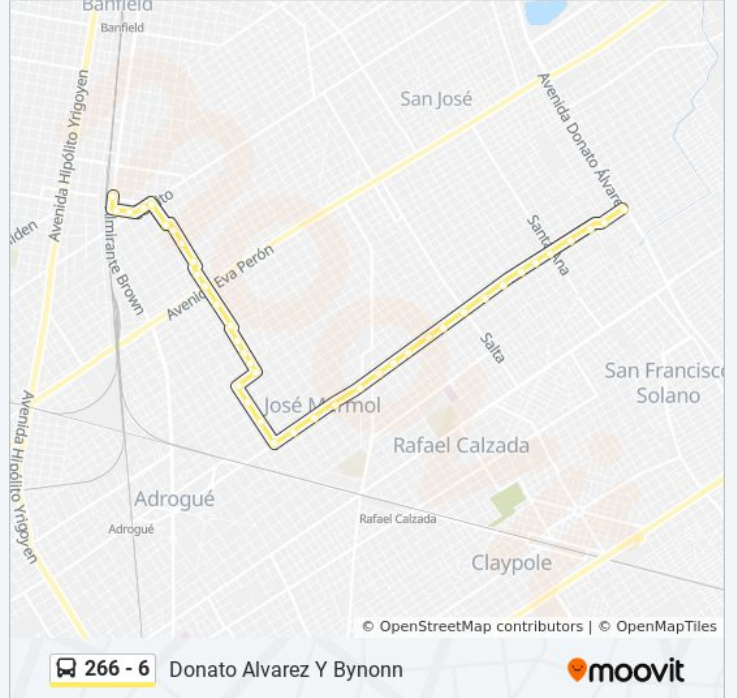 Banfield
Banfield
San José
Avenida Donato Álvarez
Avenida Hipólito Yrigoyen
Almirante Brown
Avenida Eva Perón
Santa Ana
Salta
San Francisco
Solano
José Mármol
Rafael Calzada
Adrogué
Adrogué
Rafael Calzada
Avenida Hipólito Yrigoyen
Claypole
© OpenStreetMap contributors | © OpenMapTiles
266 - 6 Donato Alvarez Y Bynonn
moovit